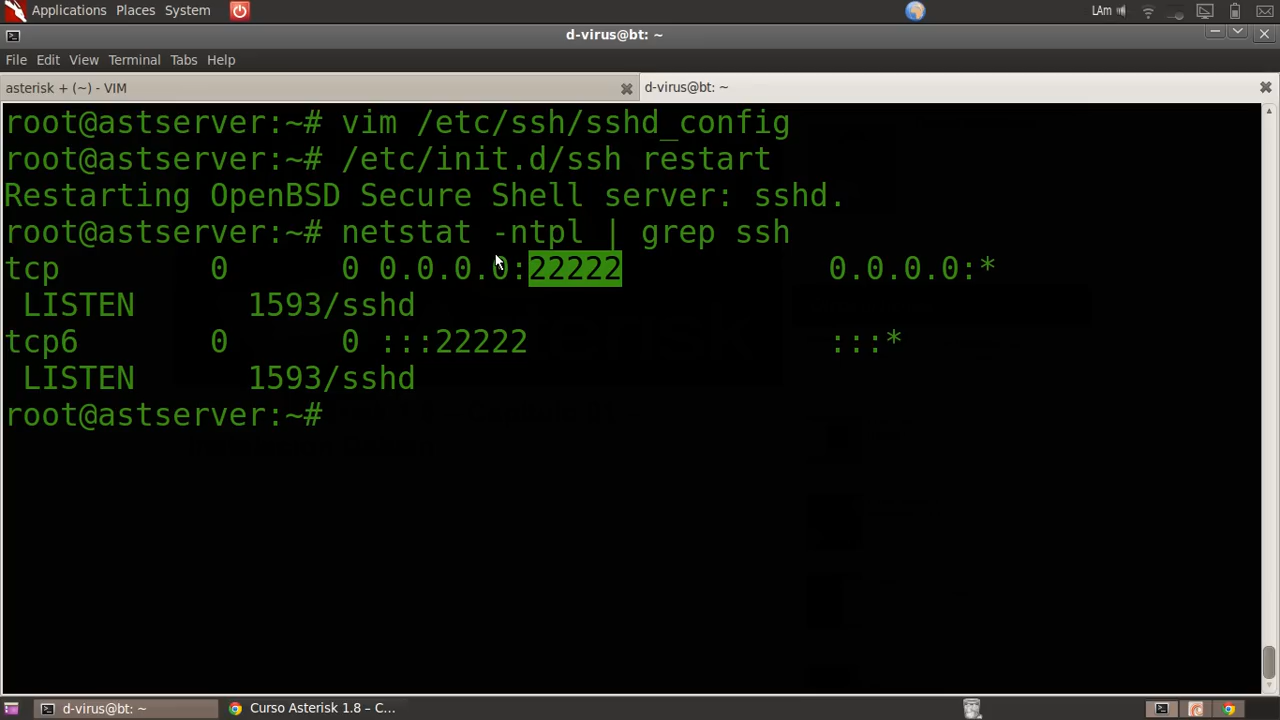 Applications Places System LAm
d-virus@bt: ~
File Edit View Terminal Tabs Help
asterisk + (~) - VIM d-virus@bt: ~
root@astserver:~# vim /etc/ssh/sshd_config
root@astserver:~# /etc/init.d/ssh restart
Restarting OpenBSD Secure Shell server: sshd.
root@astserver:~# netstat -ntpl | grep ssh
tcp 0 0 0.0.0.0:22222 0.0.0.0:*
LISTEN 1593/sshd
tcp6 0 0 :::22222 :::*
LISTEN 1593/sshd
root@astserver:~#
d-virus@bt: ~ Curso Asterisk 1.8 – C...